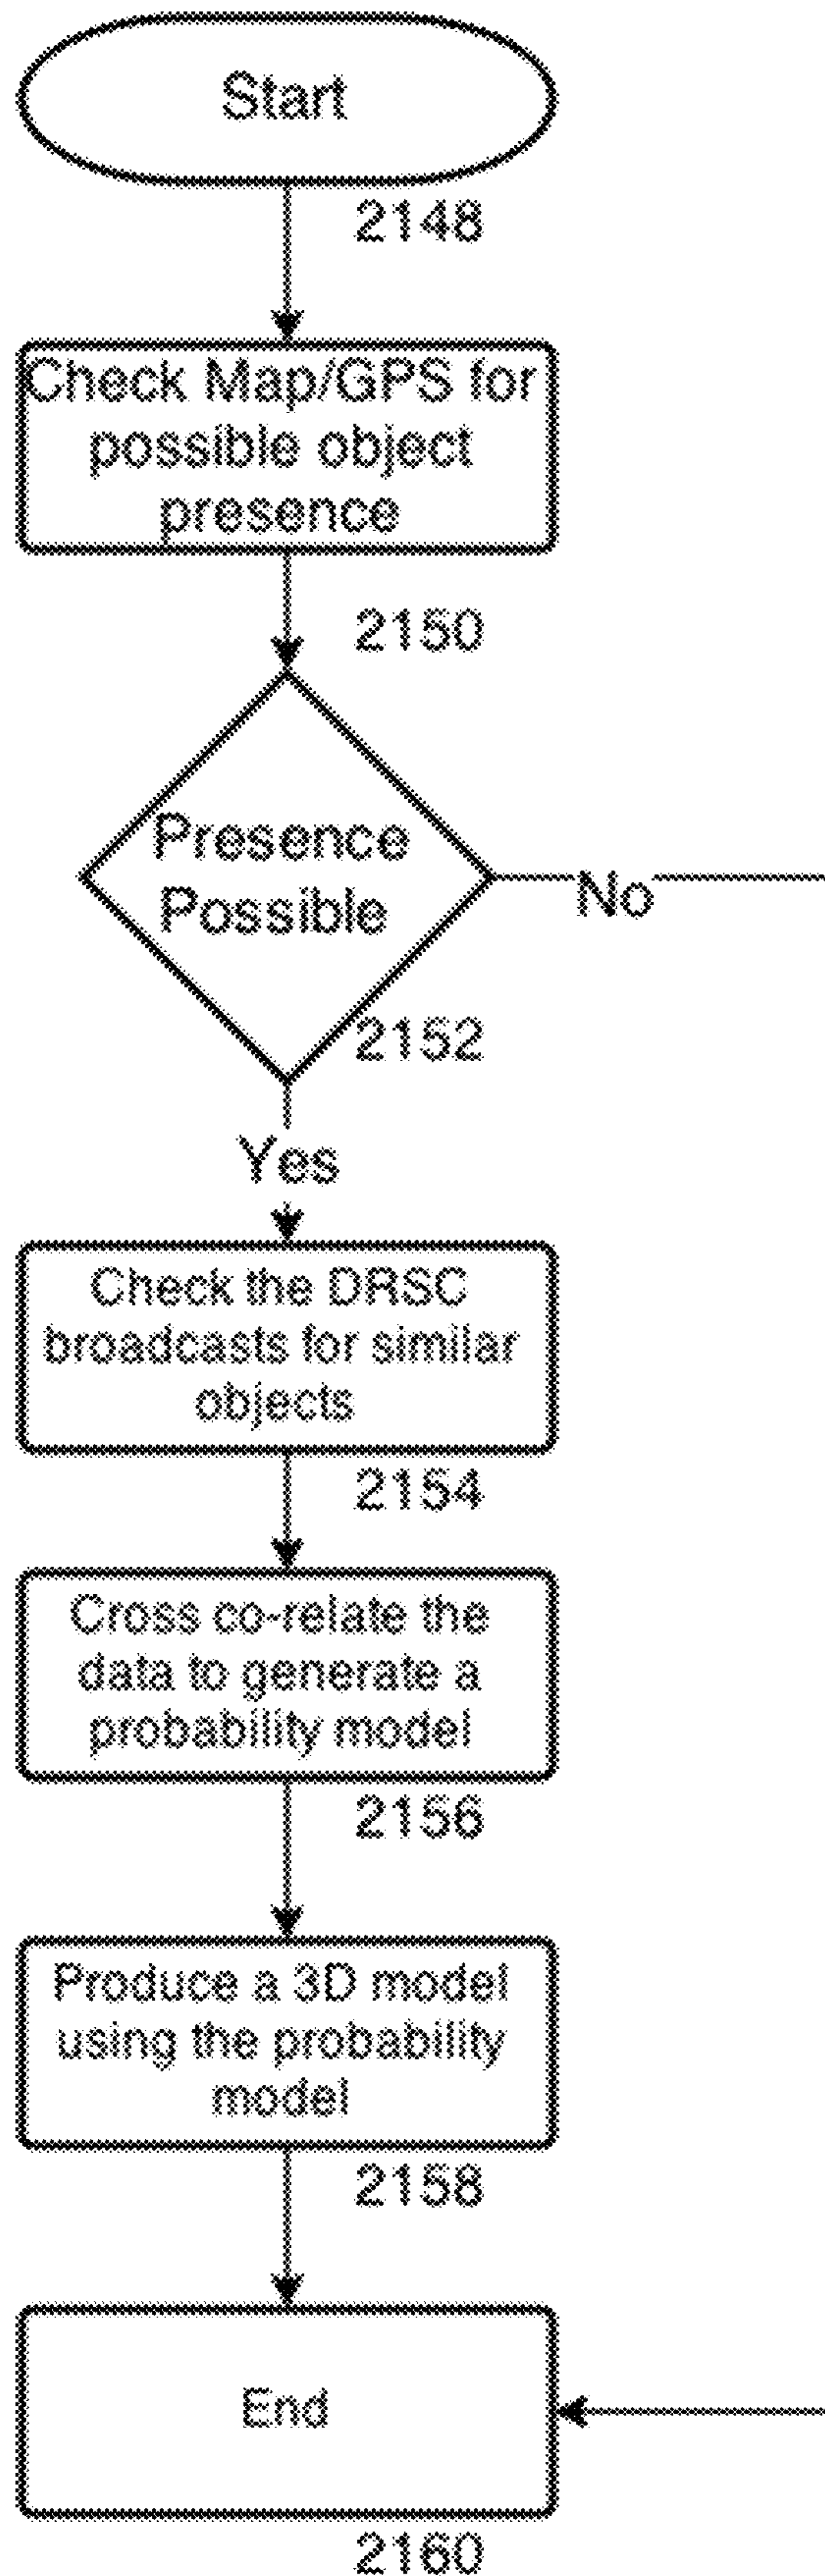 Start
2148
Check Map/GPS for
possible object
presence
2150
Presence
Possible
No
2152
Yes
Check the DRSC
broadcasts for similar
objects
2154
Cross co-relate the
data to generate a
probability model
2156
Produce a 3D model
using the probability
model
2158
End
2160